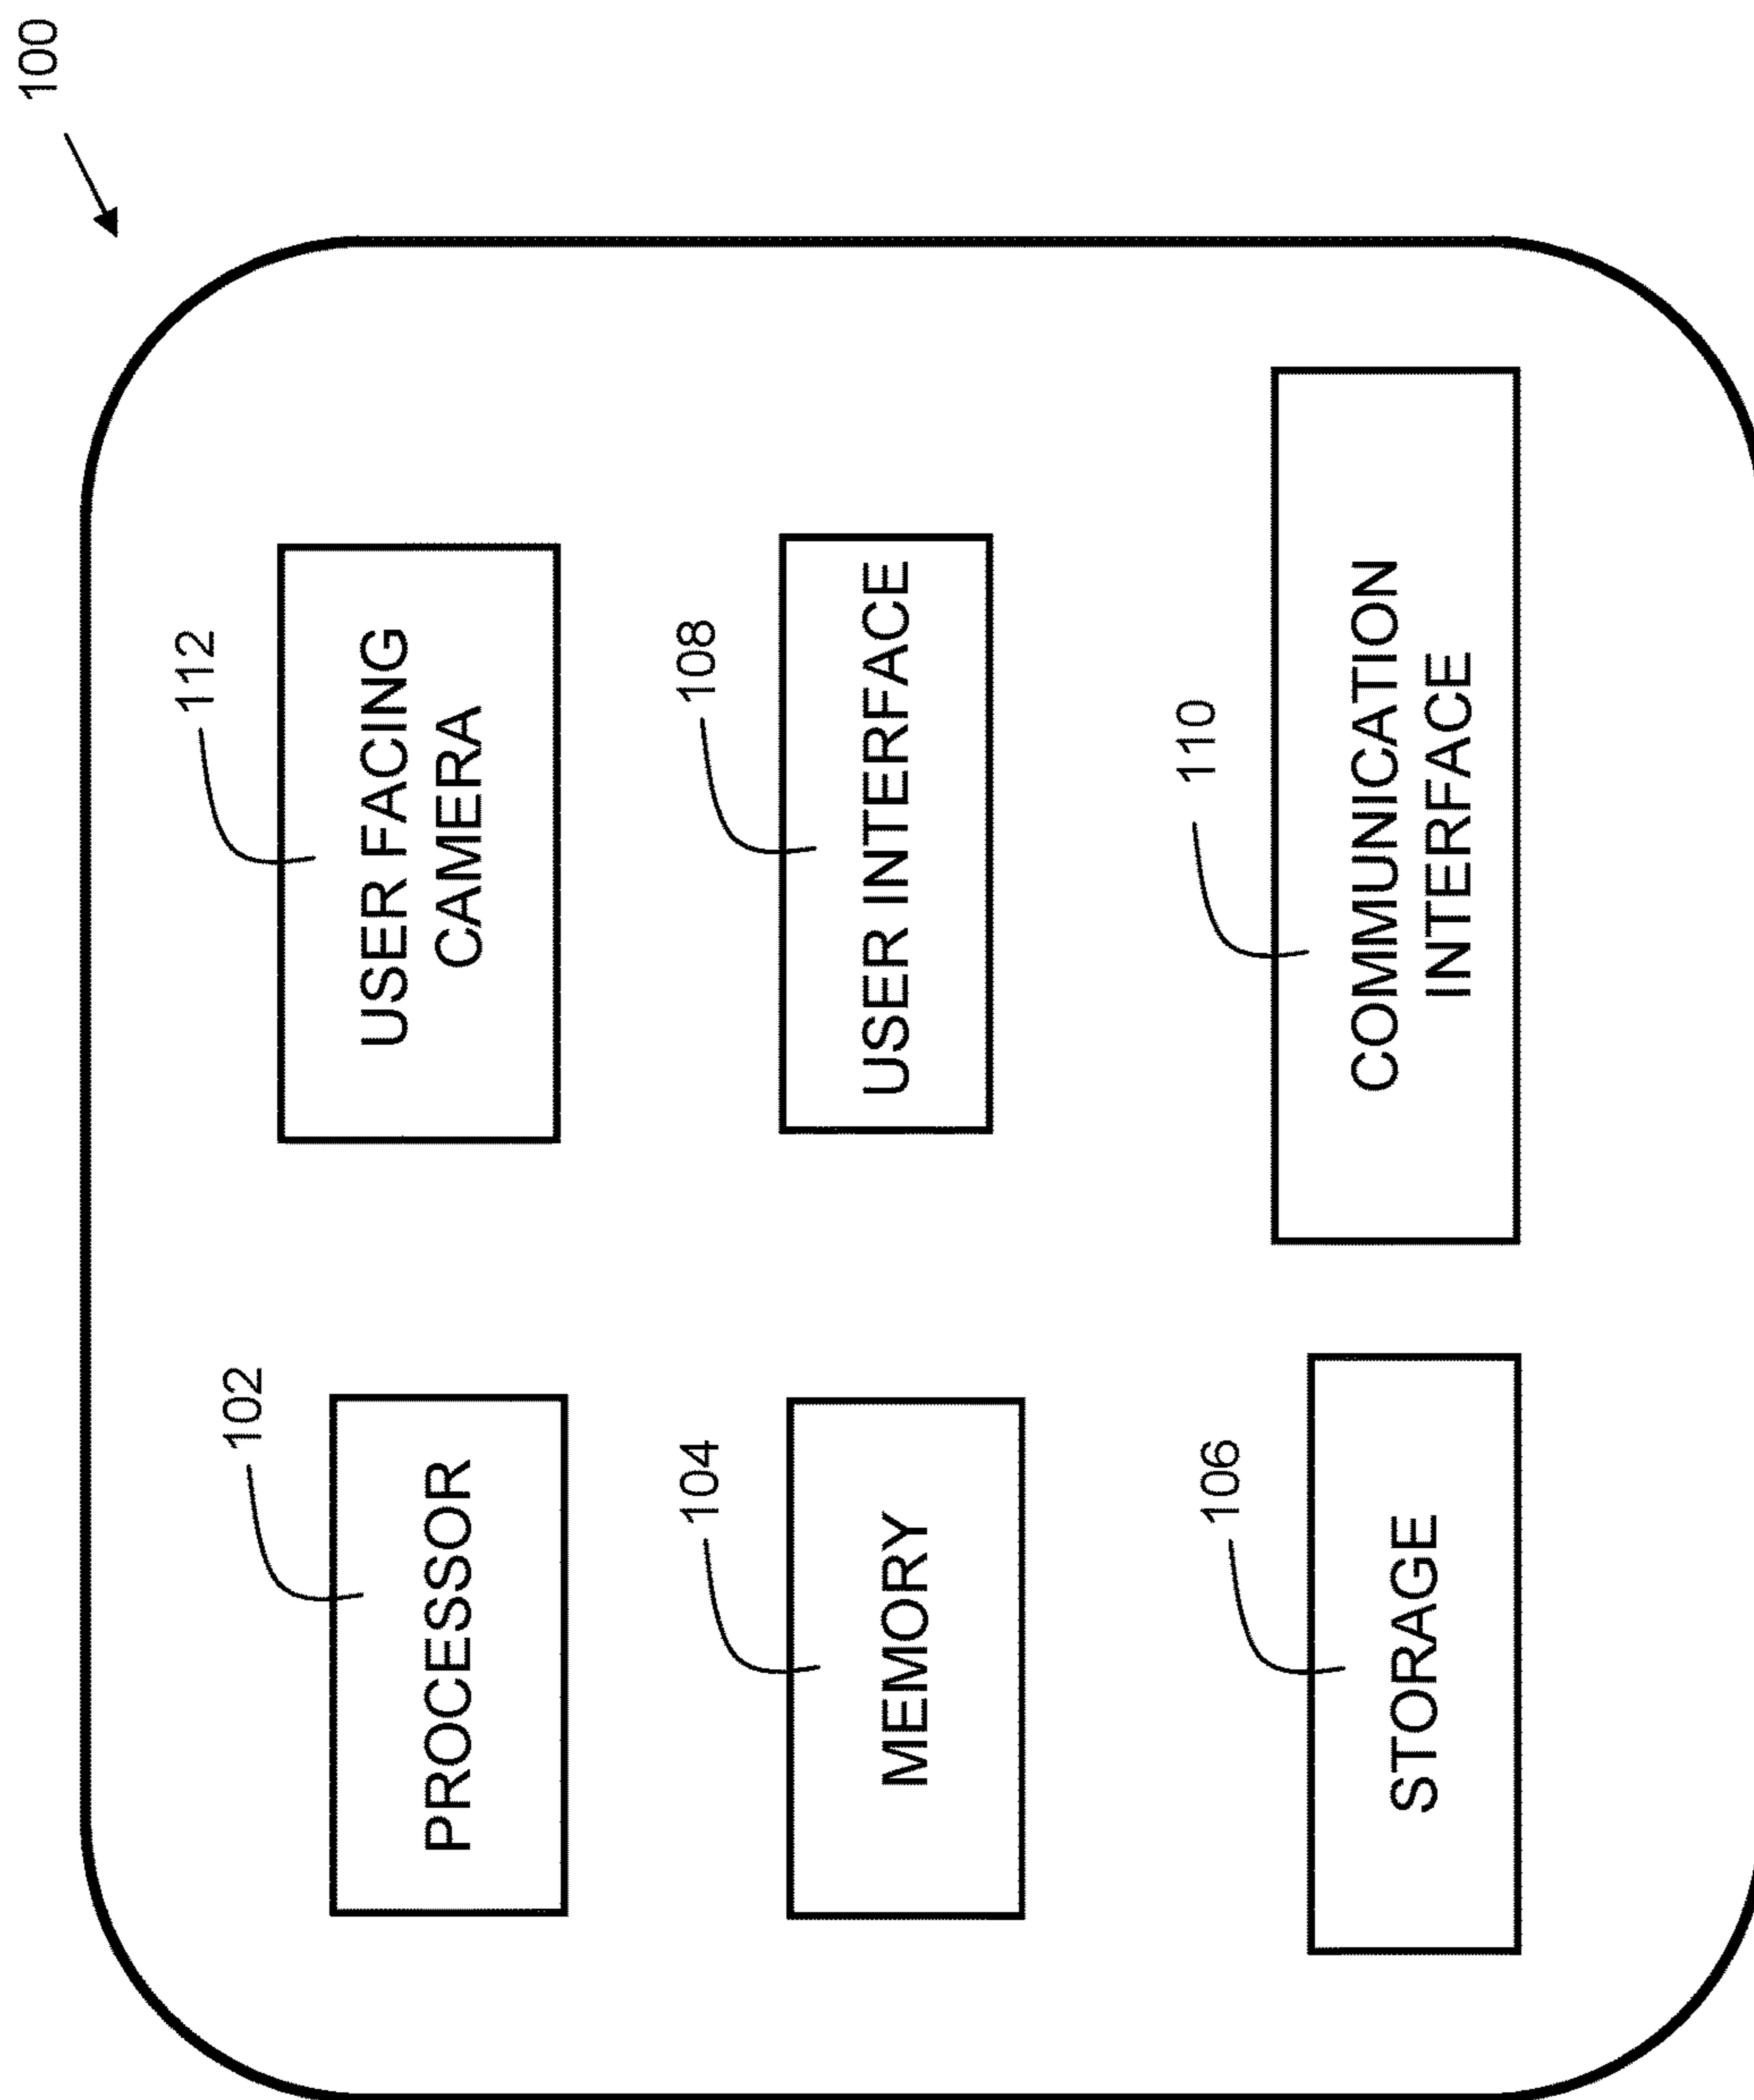 100
102
PROCESSOR
112
USER FACING
CAMERA
104
MEMORY
108
USER INTERFACE
106
STORAGE
110
COMMUNICATION
INTERFACE